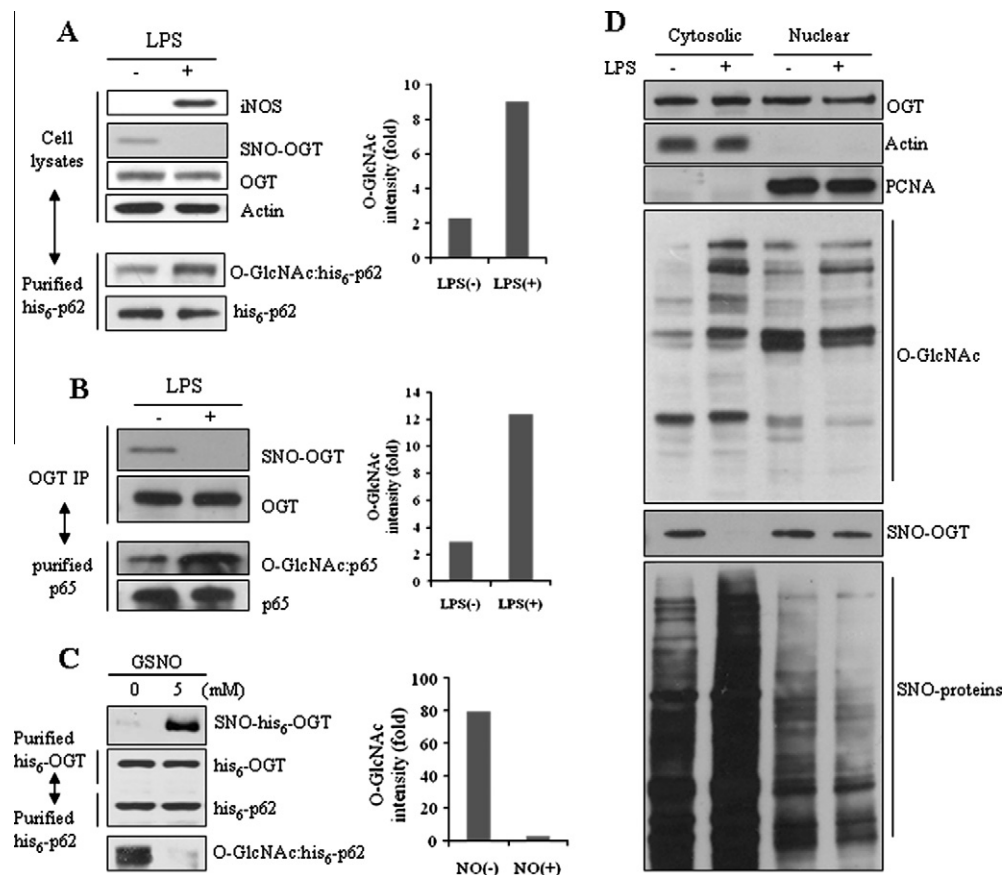 A
LPS
- +
iNOS
SNO-OGT
OGT
Actin
Cell
lysates
Purified
his6-p62
O-GlcNAc:his6-p62
his6-p62
O-GlcNAc
intensity (fold)
10
8
6
4
2
0
LPS(-) LPS(+)
B
LPS
- +
SNO-OGT
OGT
OGT IP
purified
p65
O-GlcNAc:p65
p65
O-GlcNAc
intensity (fold)
14
12
10
8
6
4
2
0
LPS(-) LPS(+)
C
GSNO
0 5 (mM)
SNO-his6-OGT
Purified
his6-OGT
his6-OGT
his6-p62
Purified
his6-p62
O-GlcNAc:his6-p62
O-GlcNAc
intensity (fold)
100
80
60
40
20
0
NO(-) NO(+)
D
Cytosolic Nuclear
LPS - + - +
OGT
Actin
PCNA
O-GlcNAc
SNO-OGT
SNO-proteins